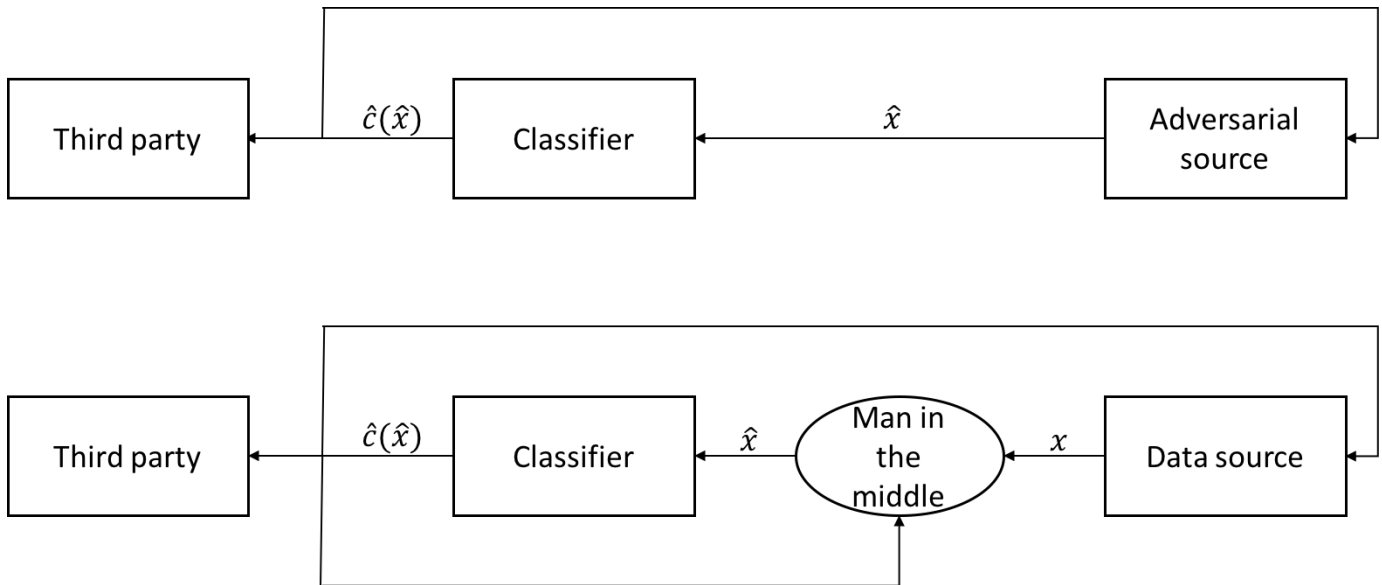 Third party
ĉ(x̂)
Classifier
x̂
Adversarial
source
Third party
ĉ(x̂)
Classifier
x̂
Man in
the
middle
x
Data source